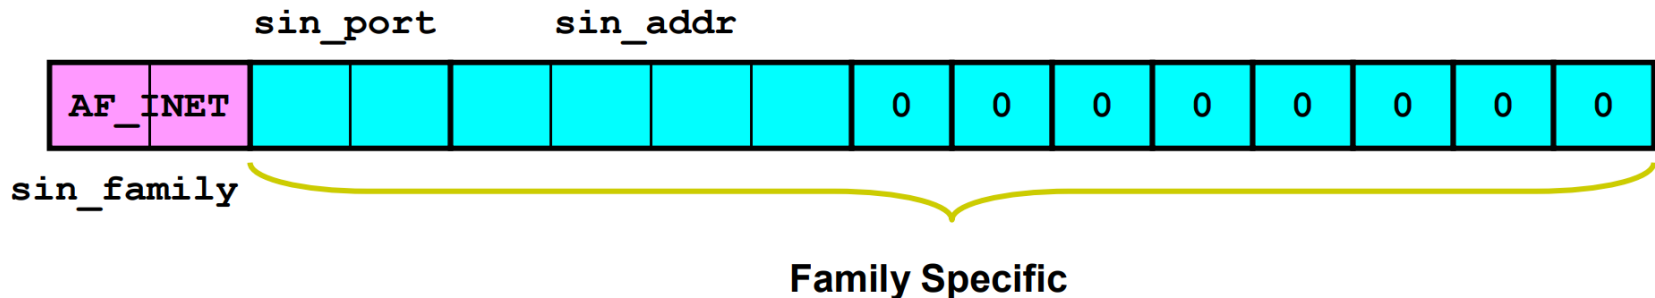 sin_port sin_addr
AF_INET 0 0 0 0 0 0 0 0
sin_family
Family Specific